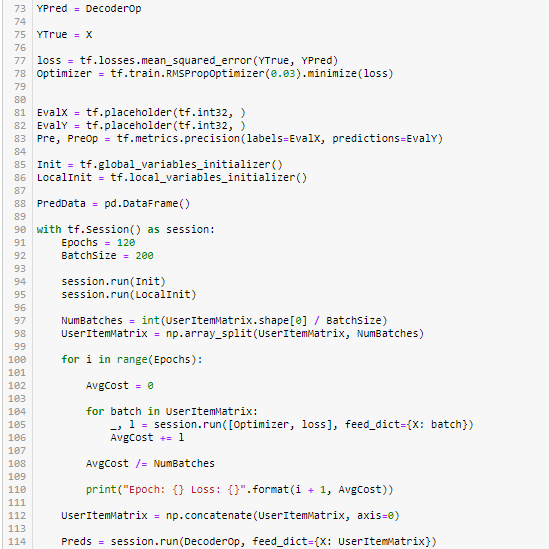 73 YPred = DecoderOp
74
75 YTrue = X
76
77 loss = tf.losses.mean_squared_error(YTrue, YPred)
78 Optimizer = tf.train.RMSPropOptimizer(0.03).minimize(loss)
79
80
81 EvalX = tf.placeholder(tf.int32, )
82 EvalY = tf.placeholder(tf.int32, )
83 Pre, PreOp = tf.metrics.precision(labels=EvalX, predictions=EvalY)
84
85 Init = tf.global_variables_initializer()
86 LocalInit = tf.local_variables_initializer()
87
88 PredData = pd.DataFrame()
89
90 with tf.Session() as session:
91     Epochs = 120
92     BatchSize = 200
93
94     session.run(Init)
95     session.run(LocalInit)
96
97     NumBatches = int(UserItemMatrix.shape[0] / BatchSize)
98     UserItemMatrix = np.array_split(UserItemMatrix, NumBatches)
99
100     for i in range(Epochs):
101
102         AvgCost = 0
103
104         for batch in UserItemMatrix:
105             _, l = session.run([Optimizer, loss], feed_dict={X: batch})
106             AvgCost += l
107
108         AvgCost /= NumBatches
109
110         print("Epoch: {} Loss: {}".format(i + 1, AvgCost))
111
112     UserItemMatrix = np.concatenate(UserItemMatrix, axis=0)
113
114     Preds = session.run(DecoderOp, feed_dict={X: UserItemMatrix})